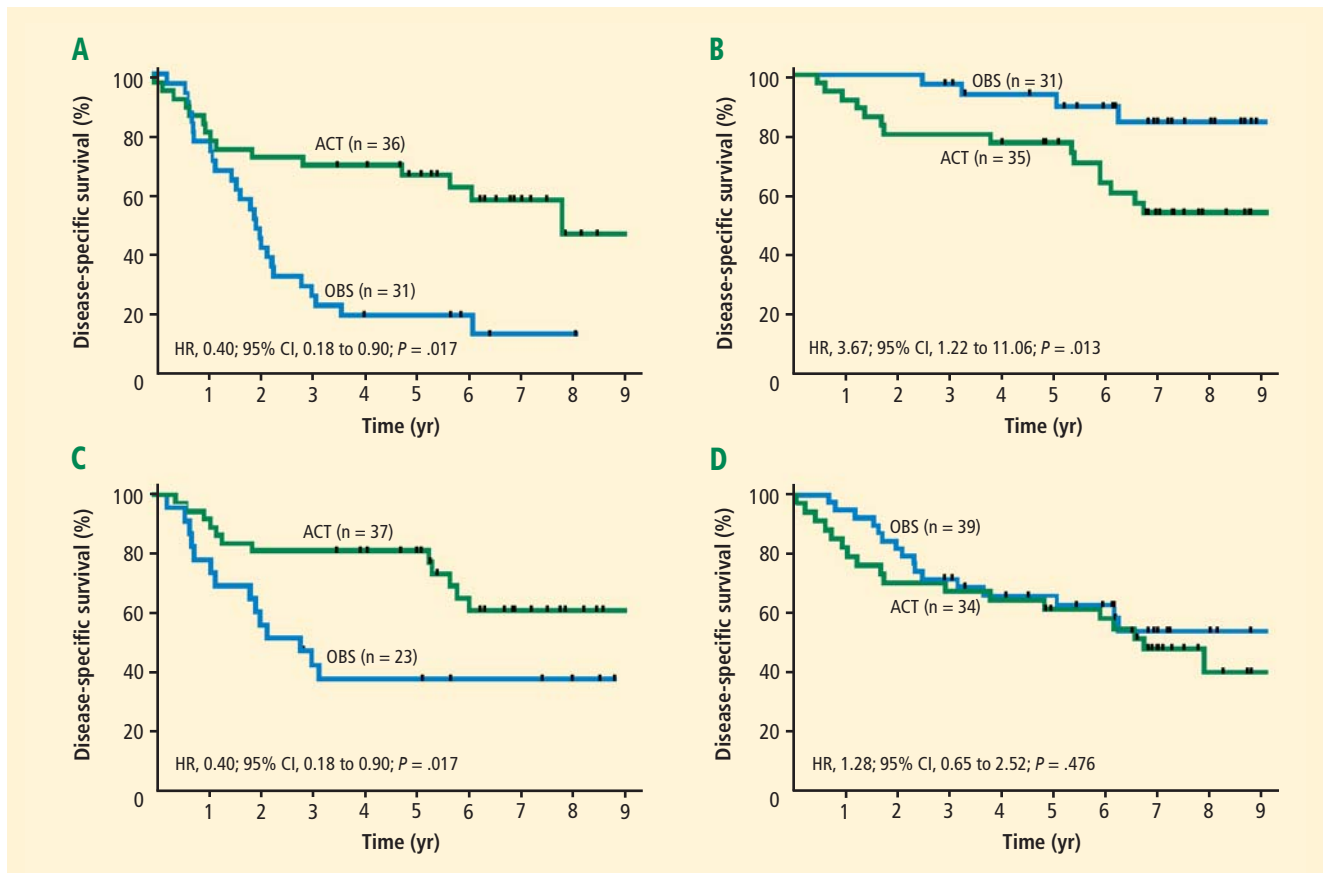 A
Disease-specific survival (%)
100
80
60
40
20
0
ACT (n = 36)
OBS (n = 31)
HR, 0.40; 95% CI, 0.18 to 0.90; P = .017
1 2 3 4 5 6 7 8 9
Time (yr)
B
Disease-specific survival (%)
100
80
60
40
20
0
OBS (n = 31)
ACT (n = 35)
HR, 3.67; 95% CI, 1.22 to 11.06; P = .013
1 2 3 4 5 6 7 8 9
Time (yr)
C
Disease-specific survival (%)
100
80
60
40
20
0
ACT (n = 37)
OBS (n = 23)
HR, 0.40; 95% CI, 0.18 to 0.90; P = .017
1 2 3 4 5 6 7 8 9
Time (yr)
D
Disease-specific survival (%)
100
80
60
40
20
0
OBS (n = 39)
ACT (n = 34)
HR, 1.28; 95% CI, 0.65 to 2.52; P = .476
1 2 3 4 5 6 7 8 9
Time (yr)